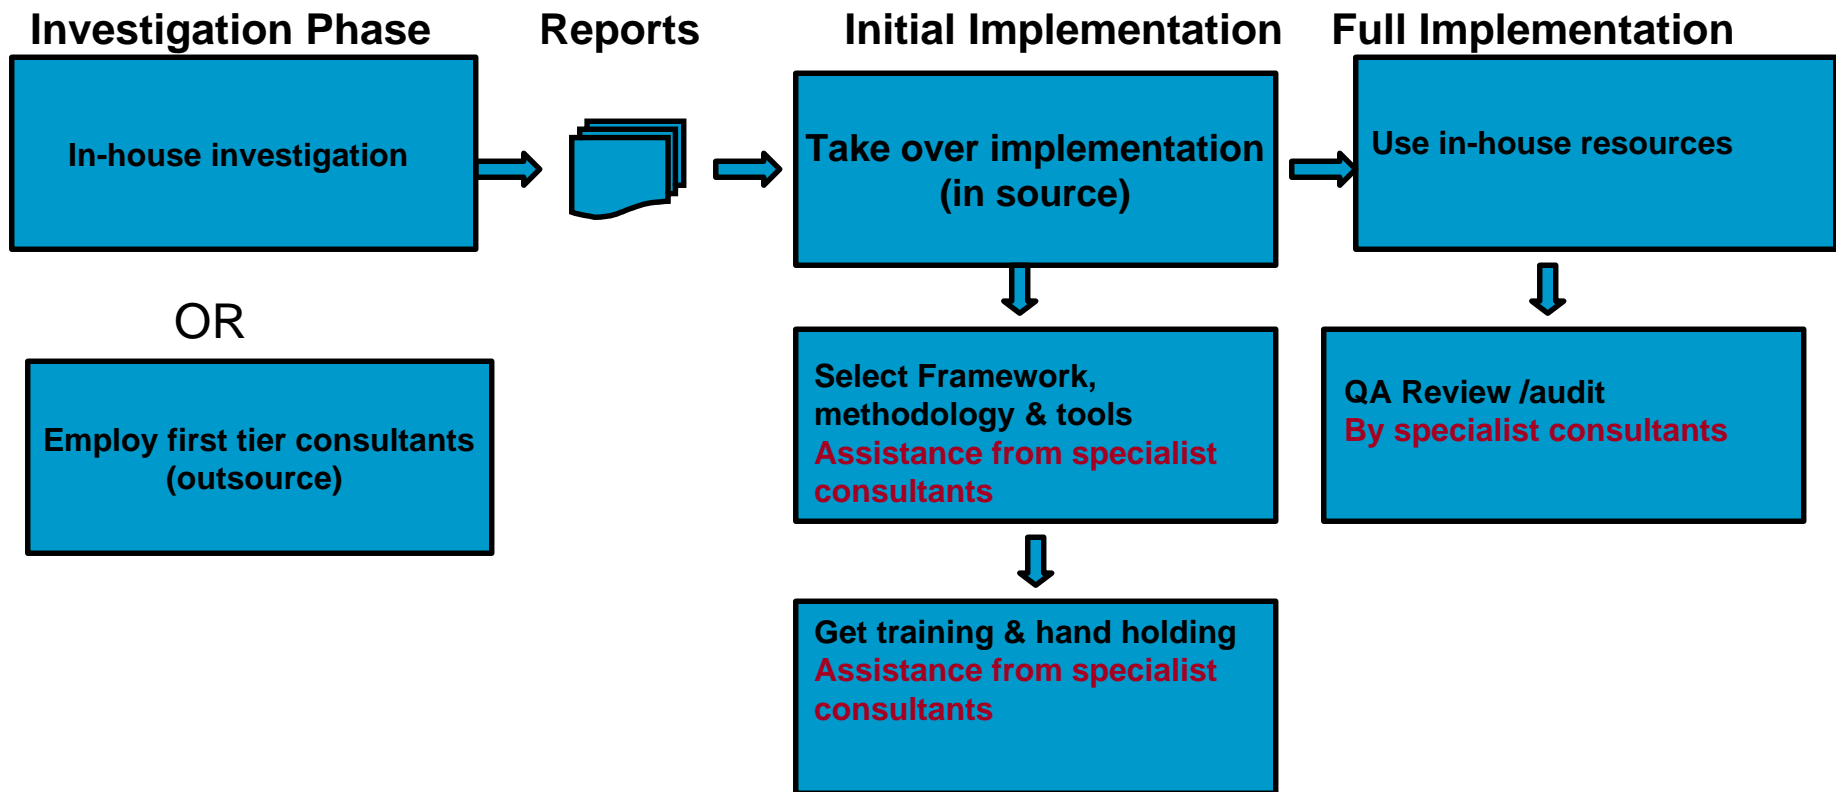 Investigation Phase
Reports
Initial Implementation
Full Implementation
In-house investigation
Take over implementation
(in source)
Use in-house resources
OR
Employ first tier consultants
(outsource)
Select Framework,
methodology & tools
Assistance from specialist
consultants
QA Review /audit
By specialist consultants
Get training & hand holding
Assistance from specialist
consultants